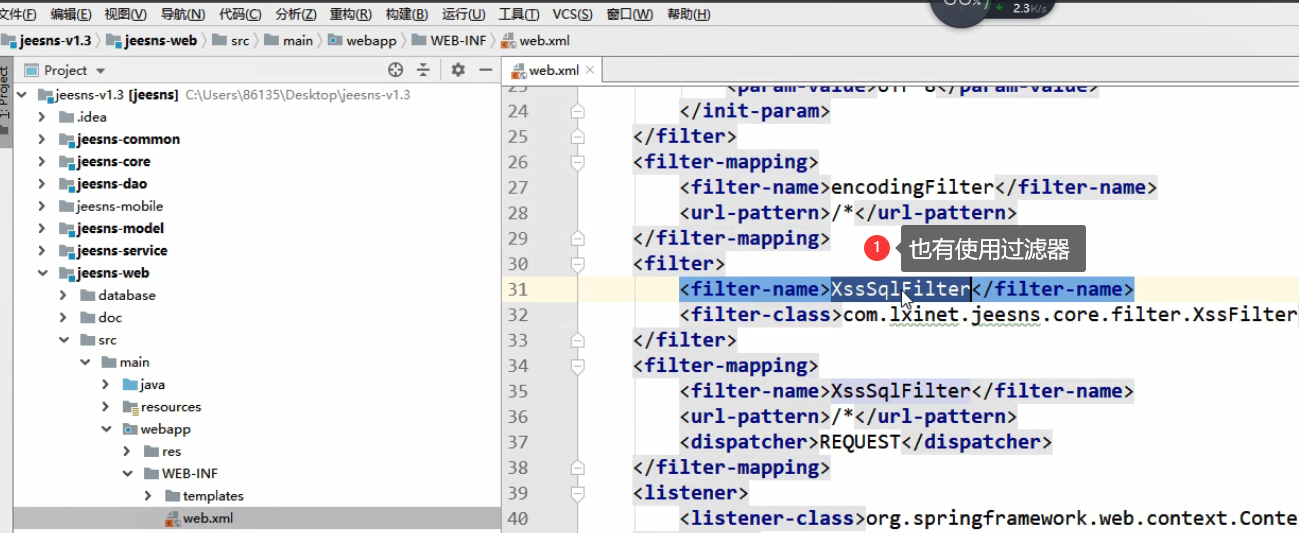 文件(F) 编辑(E) 视图(V) 导航(N) 代码(C) 分析(Z) 重构(R) 构建(B) 运行(U) 工具(T) VCS(S) 窗口(W) 帮助(H)
2.3K/s
jeesns-v1.3 jeesns-web src main webapp WEB-INF web.xml
1: Project
Project
jeesns-v1.3 [jeesns] C:\Users\86135\Desktop\jeesns-v1.3
.idea
jeesns-common
jeesns-core
jeesns-dao
jeesns-mobile
jeesns-model
jeesns-service
jeesns-web
database
doc
src
main
java
resources
webapp
res
WEB-INF
templates
web.xml
web.xml
24 </init-param>
25 </filter>
26 <filter-mapping>
27 <filter-name>encodingFilter</filter-name>
28 <url-pattern>/*</url-pattern>
29 </filter-mapping>
1 也有使用过滤器
30 <filter>
31 <filter-name>XssSqlFilter</filter-name>
32 <filter-class>com.lxinet.jeesns.core.filter.XssFilter
33 </filter>
34 <filter-mapping>
35 <filter-name>XssSqlFilter</filter-name>
36 <url-pattern>/*</url-pattern>
37 <dispatcher>REQUEST</dispatcher>
38 </filter-mapping>
39 <listener>
40 <listener-class>org.springframework.web.context.Conte